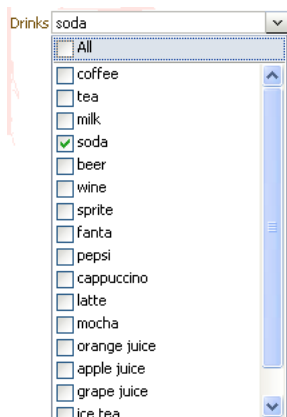 Drinks soda
All
coffee
tea
milk
soda
beer
wine
sprite
fanta
pepsi
cappuccino
latte
mocha
orange juice
apple juice
grape juice
ice tea